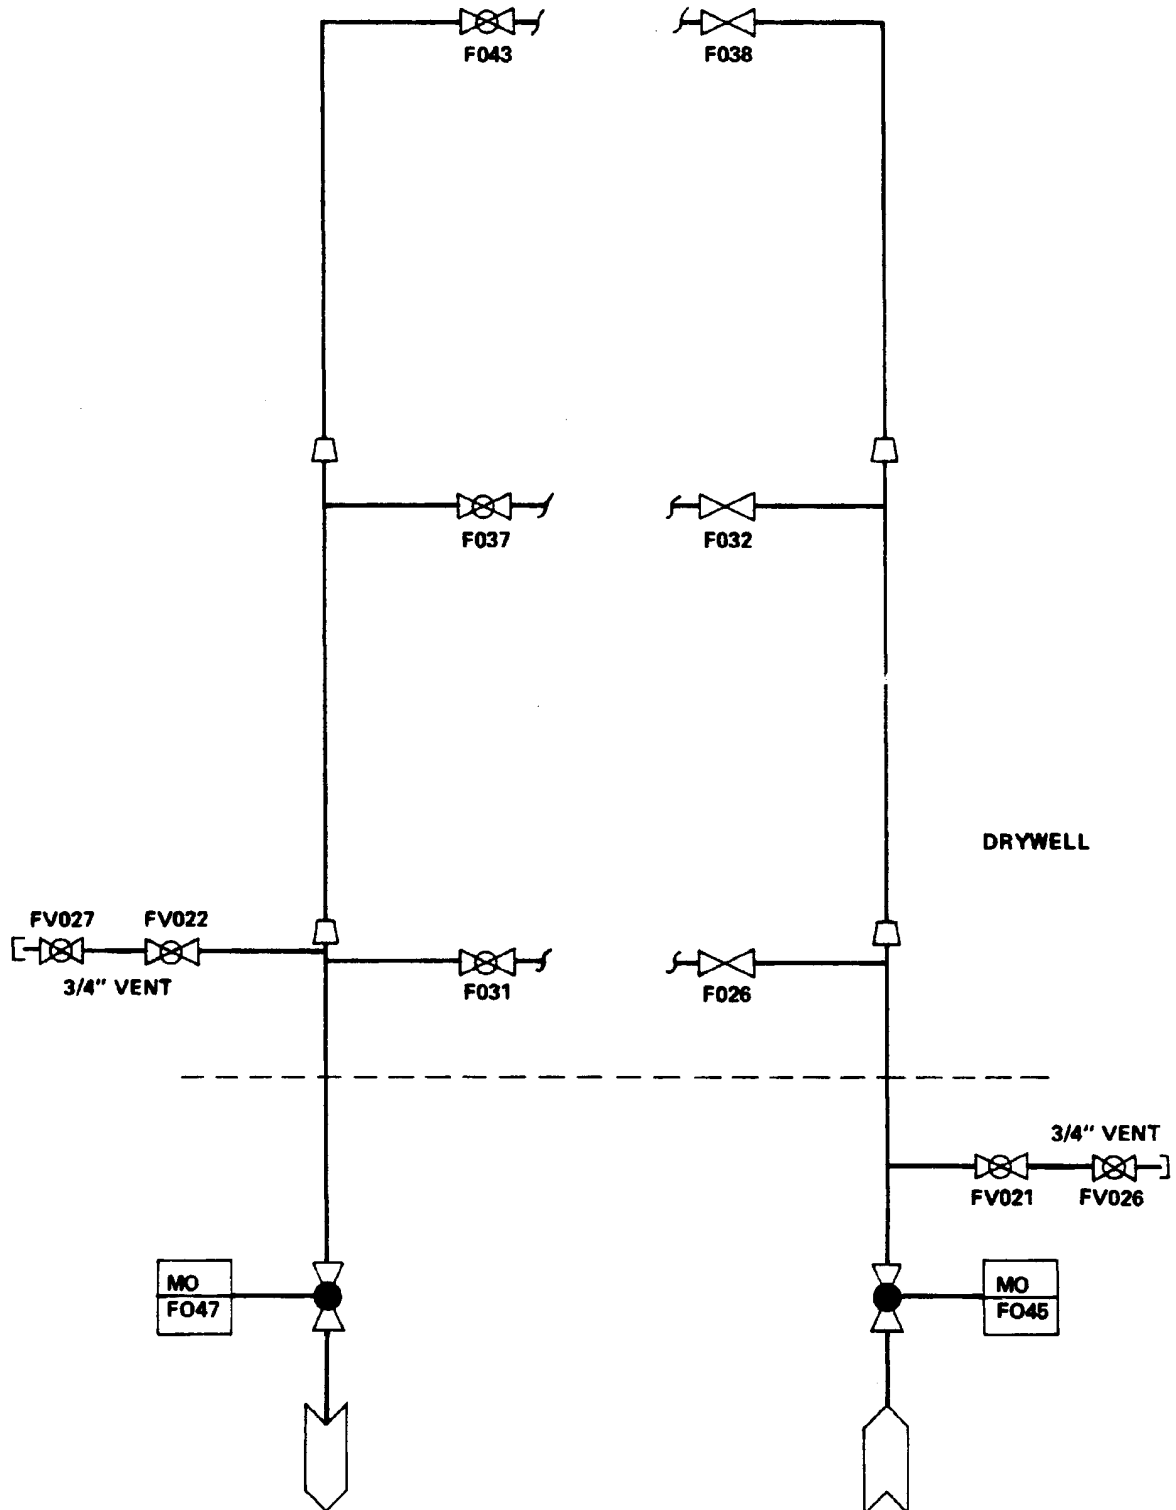 F043
F038
F037
F032
DRYWELL
FV027
FV022
3/4" VENT
F031
F026
3/4" VENT
FV021
FV026
MO
FO47
MO
FO45